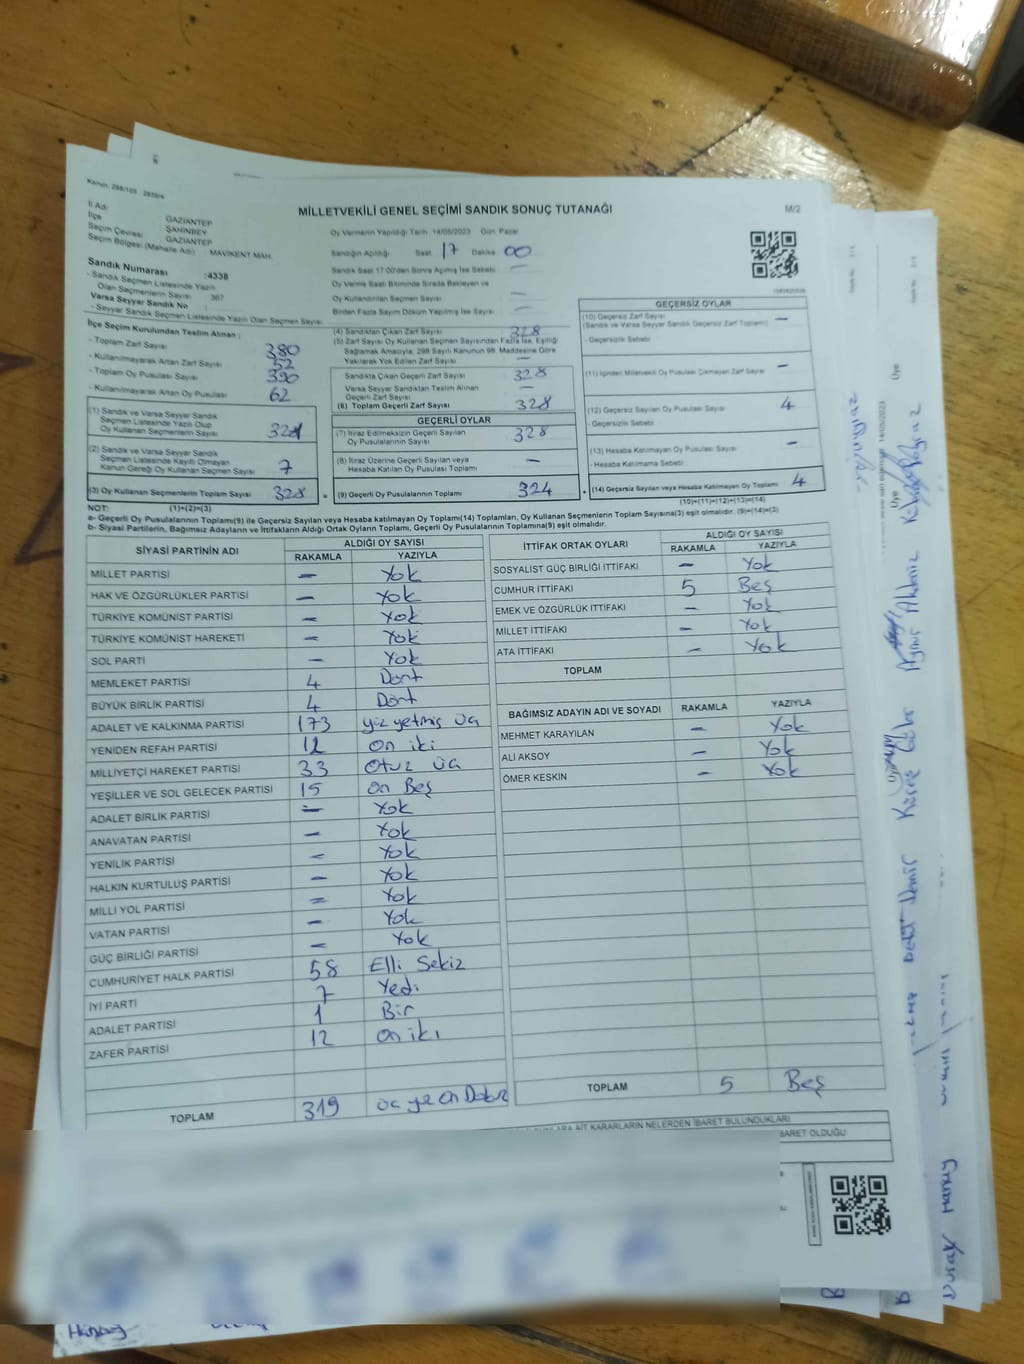 Kanun: 298/105
MİLLETVEKİLİ GENEL SEÇİMİ SANDIK SONUÇ TUTANAĞI
M/2
İl Adı GAZİANTEP
İlçe ŞAHİNBEY
Seçim Çevresi GAZİANTEP
Seçim Bölgesi (Mahalle Adı) MAVİKENT MAH.
Oy Vermenin Yapıldığı Tarih :14/05/2023 Gün: Pazar
Sandığın Açıldığı Saat 17 Dakika 00
Sandık Saat 17:00'den Sonra Açılmış İse Sebebi —
Oy Verme Saati Bitiminde Sırada Bekleyen ve
Oy Kullandırılan Seçmen Sayısı —
Birden Fazla Sayım Döküm Yapılmış İse Sayısı —
Sandık Numarası :4338
- Sandık Seçmen Listesinde Yazılı
Olan Seçmenlerin Sayısı : 367
Varsa Seyyar Sandık No :
- Seyyar Sandık Seçmen Listesinde Yazılı Olan Seçmen Sayısı
İlçe Seçim Kurulundan Teslim Alınan :
- Toplam Zarf Sayısı 380
- Kullanılmayarak Artan Zarf Sayısı 52
- Toplam Oy Pusulası Sayısı 390
- Kullanılmayarak Artan Oy Pusulası 62
(1) Sandık ve Varsa Seyyar Sandık
Seçmen Listesinde Yazılı Olup
Oy Kullanan Seçmenlerin Sayısı 321
(2) Sandık ve Varsa Seyyar Sandık
Seçmen Listesinde Kayıtlı Olmayan
Kanun Gereği Oy Kullanan Seçmen Sayısı 7
(3) Oy Kullanan Seçmenlerin Toplam Sayısı 328 =
(4) Sandıktan Çıkan Zarf Sayısı 328
(5) Zarf Sayısı Oy Kullanan Seçmen Sayısından Fazla İse, Eşitliği
Sağlamak Amacıyla, 298 Sayılı Kanunun 98. Maddesine Göre
Yakılarak Yok Edilen Zarf Sayısı —
Sandıkta Çıkan Geçerli Zarf Sayısı 328
Varsa Seyyar Sandıktan Teslim Alınan
Geçerli Zarf Sayısı —
(6) Toplam Geçerli Zarf Sayısı 328
GEÇERLİ OYLAR
(7) İtiraz Edilmeksizin Geçerli Sayılan
Oy Pusulalarının Sayısı 328
(8) İtiraz Üzerine Geçerli Sayılan veya
Hesaba Katılan Oy Pusulası Toplamı —
(9) Geçerli Oy Pusulalarının Toplamı 324 +
GEÇERSİZ OYLAR
(10) Geçersiz Zarf Sayısı —
(Sandık ve Varsa Seyyar Sandık Geçersiz Zarf Toplamı)
- Geçersizlik Sebebi
(11) İçinden Milletvekili Oy Pusulası Çıkmayan Zarf Sayısı —
(12) Geçersiz Sayılan Oy Pusulası Sayısı 4
- Geçersizlik Sebebi
(13) Hesaba Katılmayan Oy Pusulası Sayısı —
- Hesaba Katılmama Sebebi
(14) Geçersiz Sayılan veya Hesaba Katılmayan Oy Toplamı 4
NOT: (1)+(2)=(3)
(10)+(11)+(12)+(13)=(14)
a- Geçerli Oy Pusulasının Toplamı(9) ile Geçersiz Sayılan veya Hesaba katılmayan Oy Toplamı(14) Toplamları, Oy Kullanan Seçmenlerin Toplam Sayısına(3) eşit olmalıdır. (9)+(14)=(3)
b- Siyasi Partilerin, Bağımsız Adayların ve İttifakların Aldığı Ortak Oyların Toplamı, Geçerli Oy Pusulalarının Toplamına(9) eşit olmalıdır.
SİYASİ PARTİNİN ADI ALDIĞI OY SAYISI
RAKAMLA YAZIYLA
MİLLET PARTİSİ — Yok
HAK VE ÖZGÜRLÜKLER PARTİSİ — Yok
TÜRKİYE KOMÜNİST PARTİSİ — Yok
TÜRKİYE KOMÜNİST HAREKETİ — Yok
SOL PARTİ — Yok
MEMLEKET PARTİSİ 4 Dört
BÜYÜK BİRLİK PARTİSİ 4 Dört
ADALET VE KALKINMA PARTİSİ 173 yüz yetmiş üç
YENİDEN REFAH PARTİSİ 12 on iki
MİLLİYETÇİ HAREKET PARTİSİ 33 Otuz üç
YEŞİLLER VE SOL GELECEK PARTİSİ 15 on Beş
ADALET BİRLİK PARTİSİ — Yok
ANAVATAN PARTİSİ — Yok
YENİLİK PARTİSİ — Yok
HALKIN KURTULUŞ PARTİSİ — Yok
MİLLİ YOL PARTİSİ — Yok
VATAN PARTİSİ — Yok
GÜÇ BİRLİĞİ PARTİSİ — Yok
CUMHURİYET HALK PARTİSİ 58 Elli Sekiz
İYİ PARTİ 7 Yedi
ADALET PARTİSİ 1 Bir
ZAFER PARTİSİ 12 on iki
TOPLAM 319
İTTİFAK ORTAK OYLARI ALDIĞI OY SAYISI
RAKAMLA YAZIYLA
SOSYALİST GÜÇ BİRLİĞİ İTTİFAKI — Yok
CUMHUR İTTİFAKI 5 Beş
EMEK VE ÖZGÜRLÜK İTTİFAKI — Yok
MİLLET İTTİFAKI — Yok
ATA İTTİFAKI — Yok
TOPLAM
BAĞIMSIZ ADAYIN ADI VE SOYADI RAKAMLA YAZIYLA
MEHMET KARAYILAN — Yok
ALİ AKSOY — Yok
ÖMER KESKİN — Yok
TOPLAM 5 Beş
AİT KARARLARIN NELERDEN İBARET BULUNDUKLARI
BARET OLDUĞU
Üye
Üye
14/05/2023